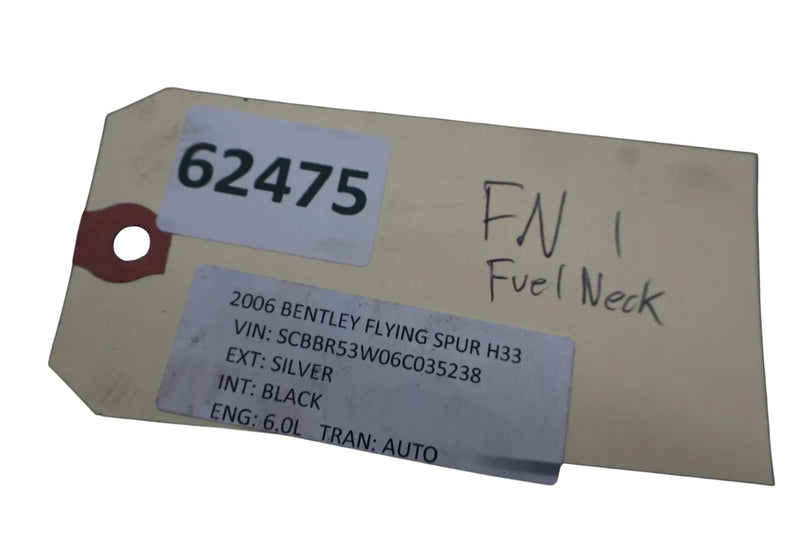 62475
FN 1
Fuel Neck
2006 BENTLEY FLYING SPUR H33
VIN: SCBBR53W06C035238
EXT: SILVER
INT: BLACK
ENG: 6.0L TRAN: AUTO